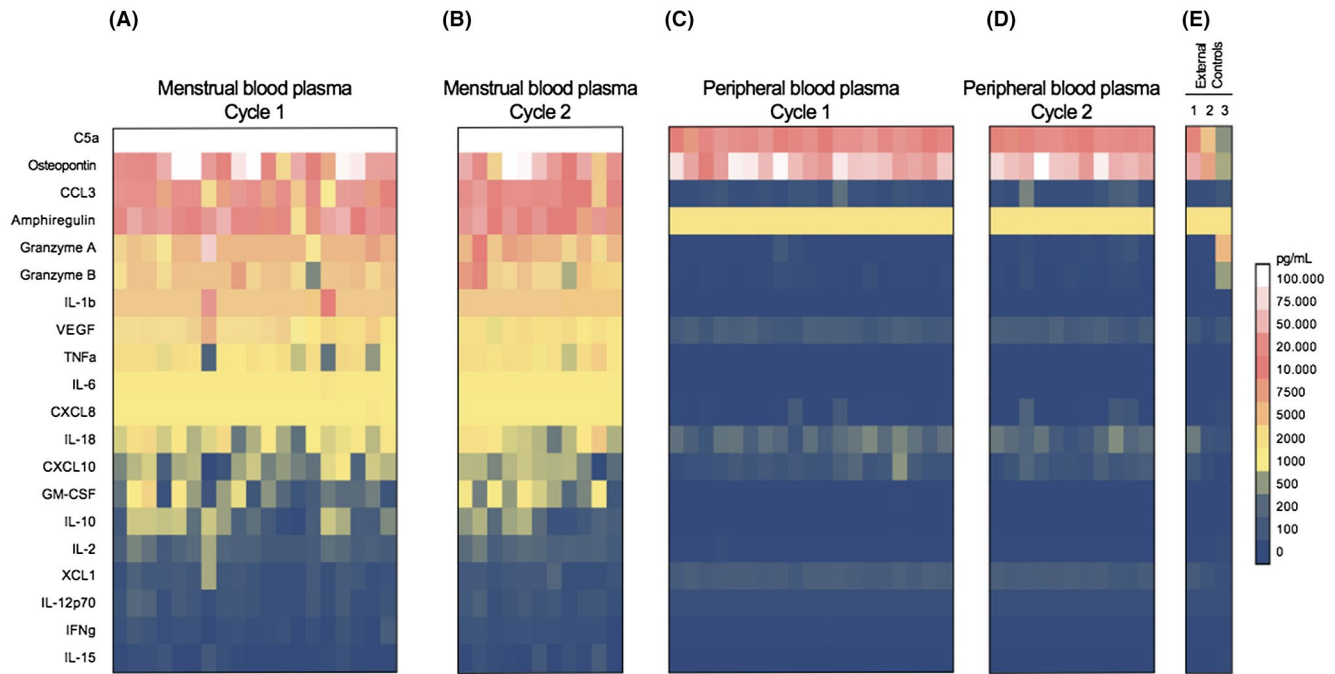 (A)
(B)
(C)
(D)
(E)
Menstrual blood plasma
Cycle 1
Menstrual blood plasma
Cycle 2
Peripheral blood plasma
Cycle 1
Peripheral blood plasma
Cycle 2
External
Controls
1 2 3
C5a
Osteopontin
CCL3
Amphiregulin
Granzyme A
Granzyme B
IL-1b
VEGF
TNFa
IL-6
CXCL8
IL-18
CXCL10
GM-CSF
IL-10
IL-2
XCL1
IL-12p70
IFNg
IL-15
pg/mL
100.000
75.000
50.000
20.000
10.000
7500
5000
2000
1000
500
200
100
0